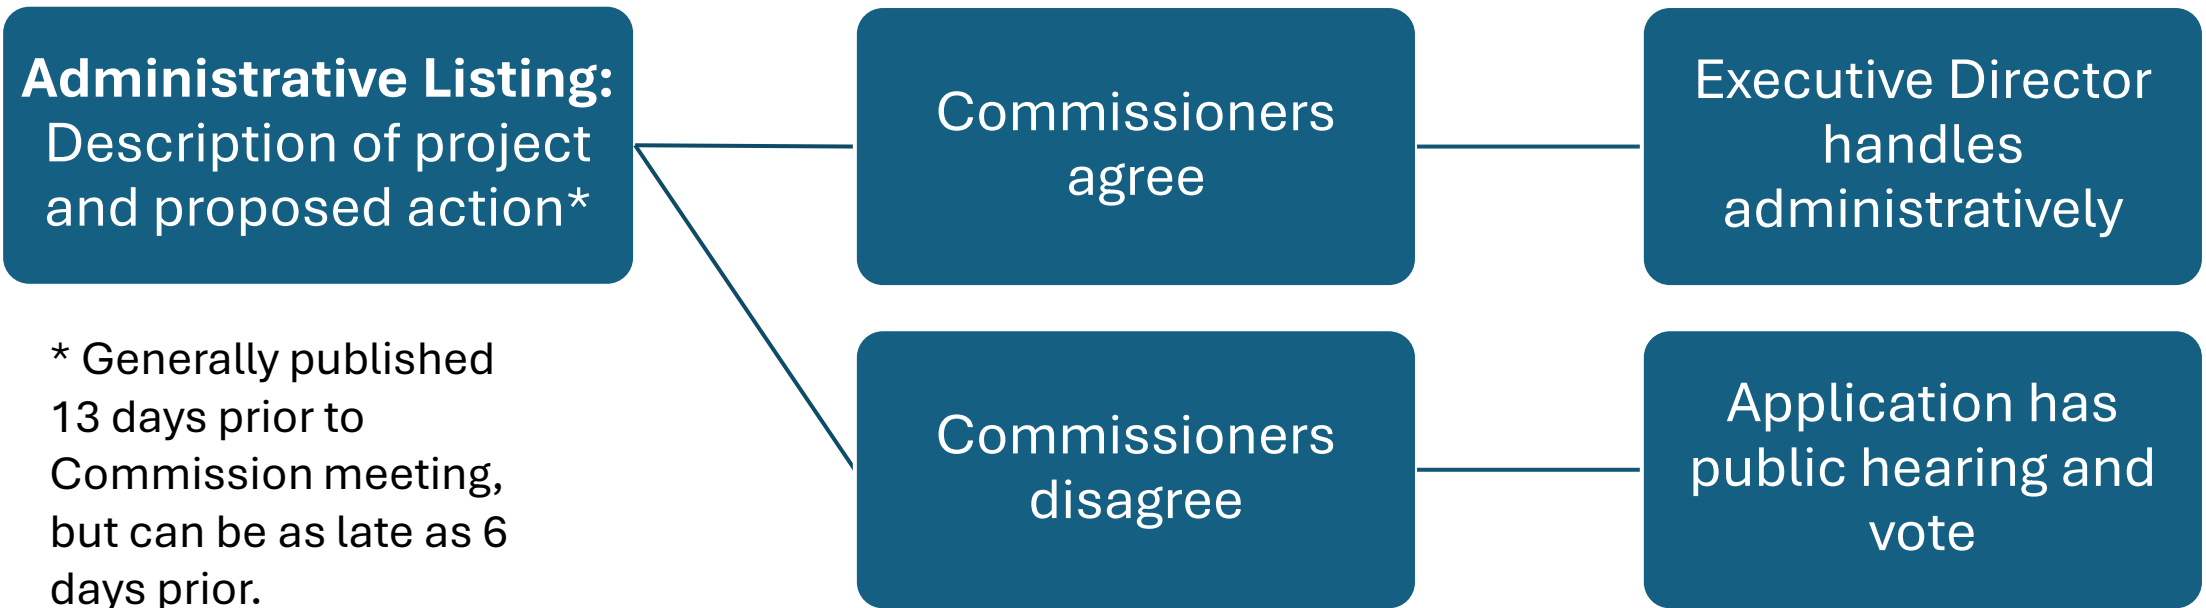 Administrative Listing:
Description of project
and proposed action*
Commissioners
agree
Executive Director
handles
administratively
* Generally published
13 days prior to
Commission meeting,
but can be as late as 6
days prior.
Commissioners
disagree
Application has
public hearing and
vote